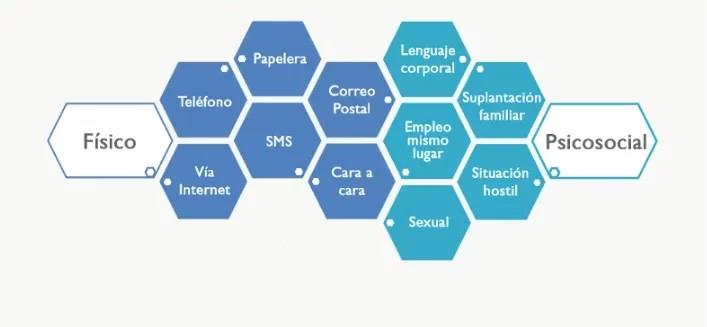 Físico
Teléfono
Vía
Internet
Papelera
SMS
Correo
Postal
Cara a
cara
Lenguaje
corporal
Empleo
mismo
lugar
Sexual
Suplantación
familiar
Situación
hostil
Psicosocial